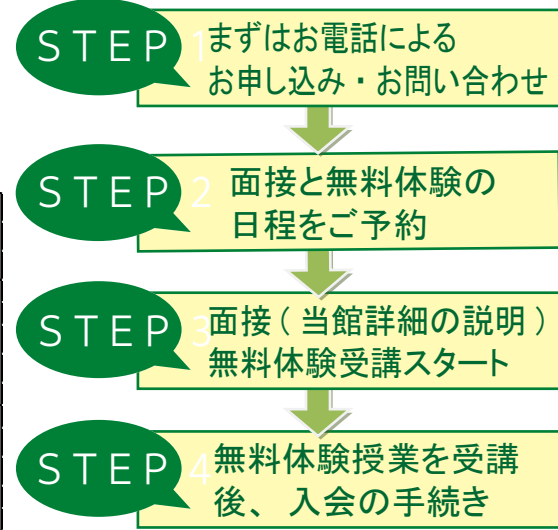 STEP 1
まずはお電話による
お申し込み・お問い合わせ
STEP 2
面接と無料体験の
日程をご予約
STEP 3
面接(当館詳細の説明)
無料体験受講スタート
STEP 4
無料体験授業を受講
後、入会の手続き